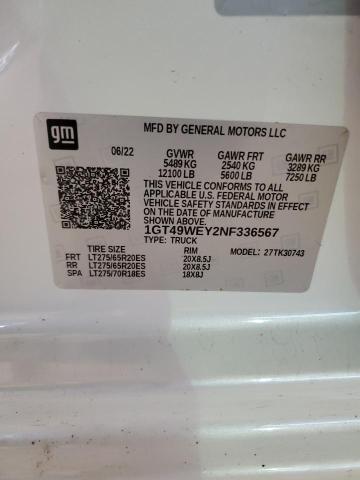 gm
MFD BY GENERAL MOTORS LLC
06/22 GVWR GAWR FRT GAWR RR
5489 KG 2540 KG 3289 KG
12100 LB 5600 LB 7250 LB
THIS VEHICLE CONFORMS TO ALL
APPLICABLE U.S. FEDERAL MOTOR
VEHICLE SAFETY STANDARDS IN EFFECT
ON THE DATE OF MANUFACTURE
SHOWN ABOVE.
1GT49WEY2NF336567
TYPE: TRUCK MODEL: 27TK30743
TIRE SIZE RIM
FRT LT275/65R20ES 20X8.5J
RR LT275/65R20ES 20X8.5J
SPA LT275/70R18ES 18X8J